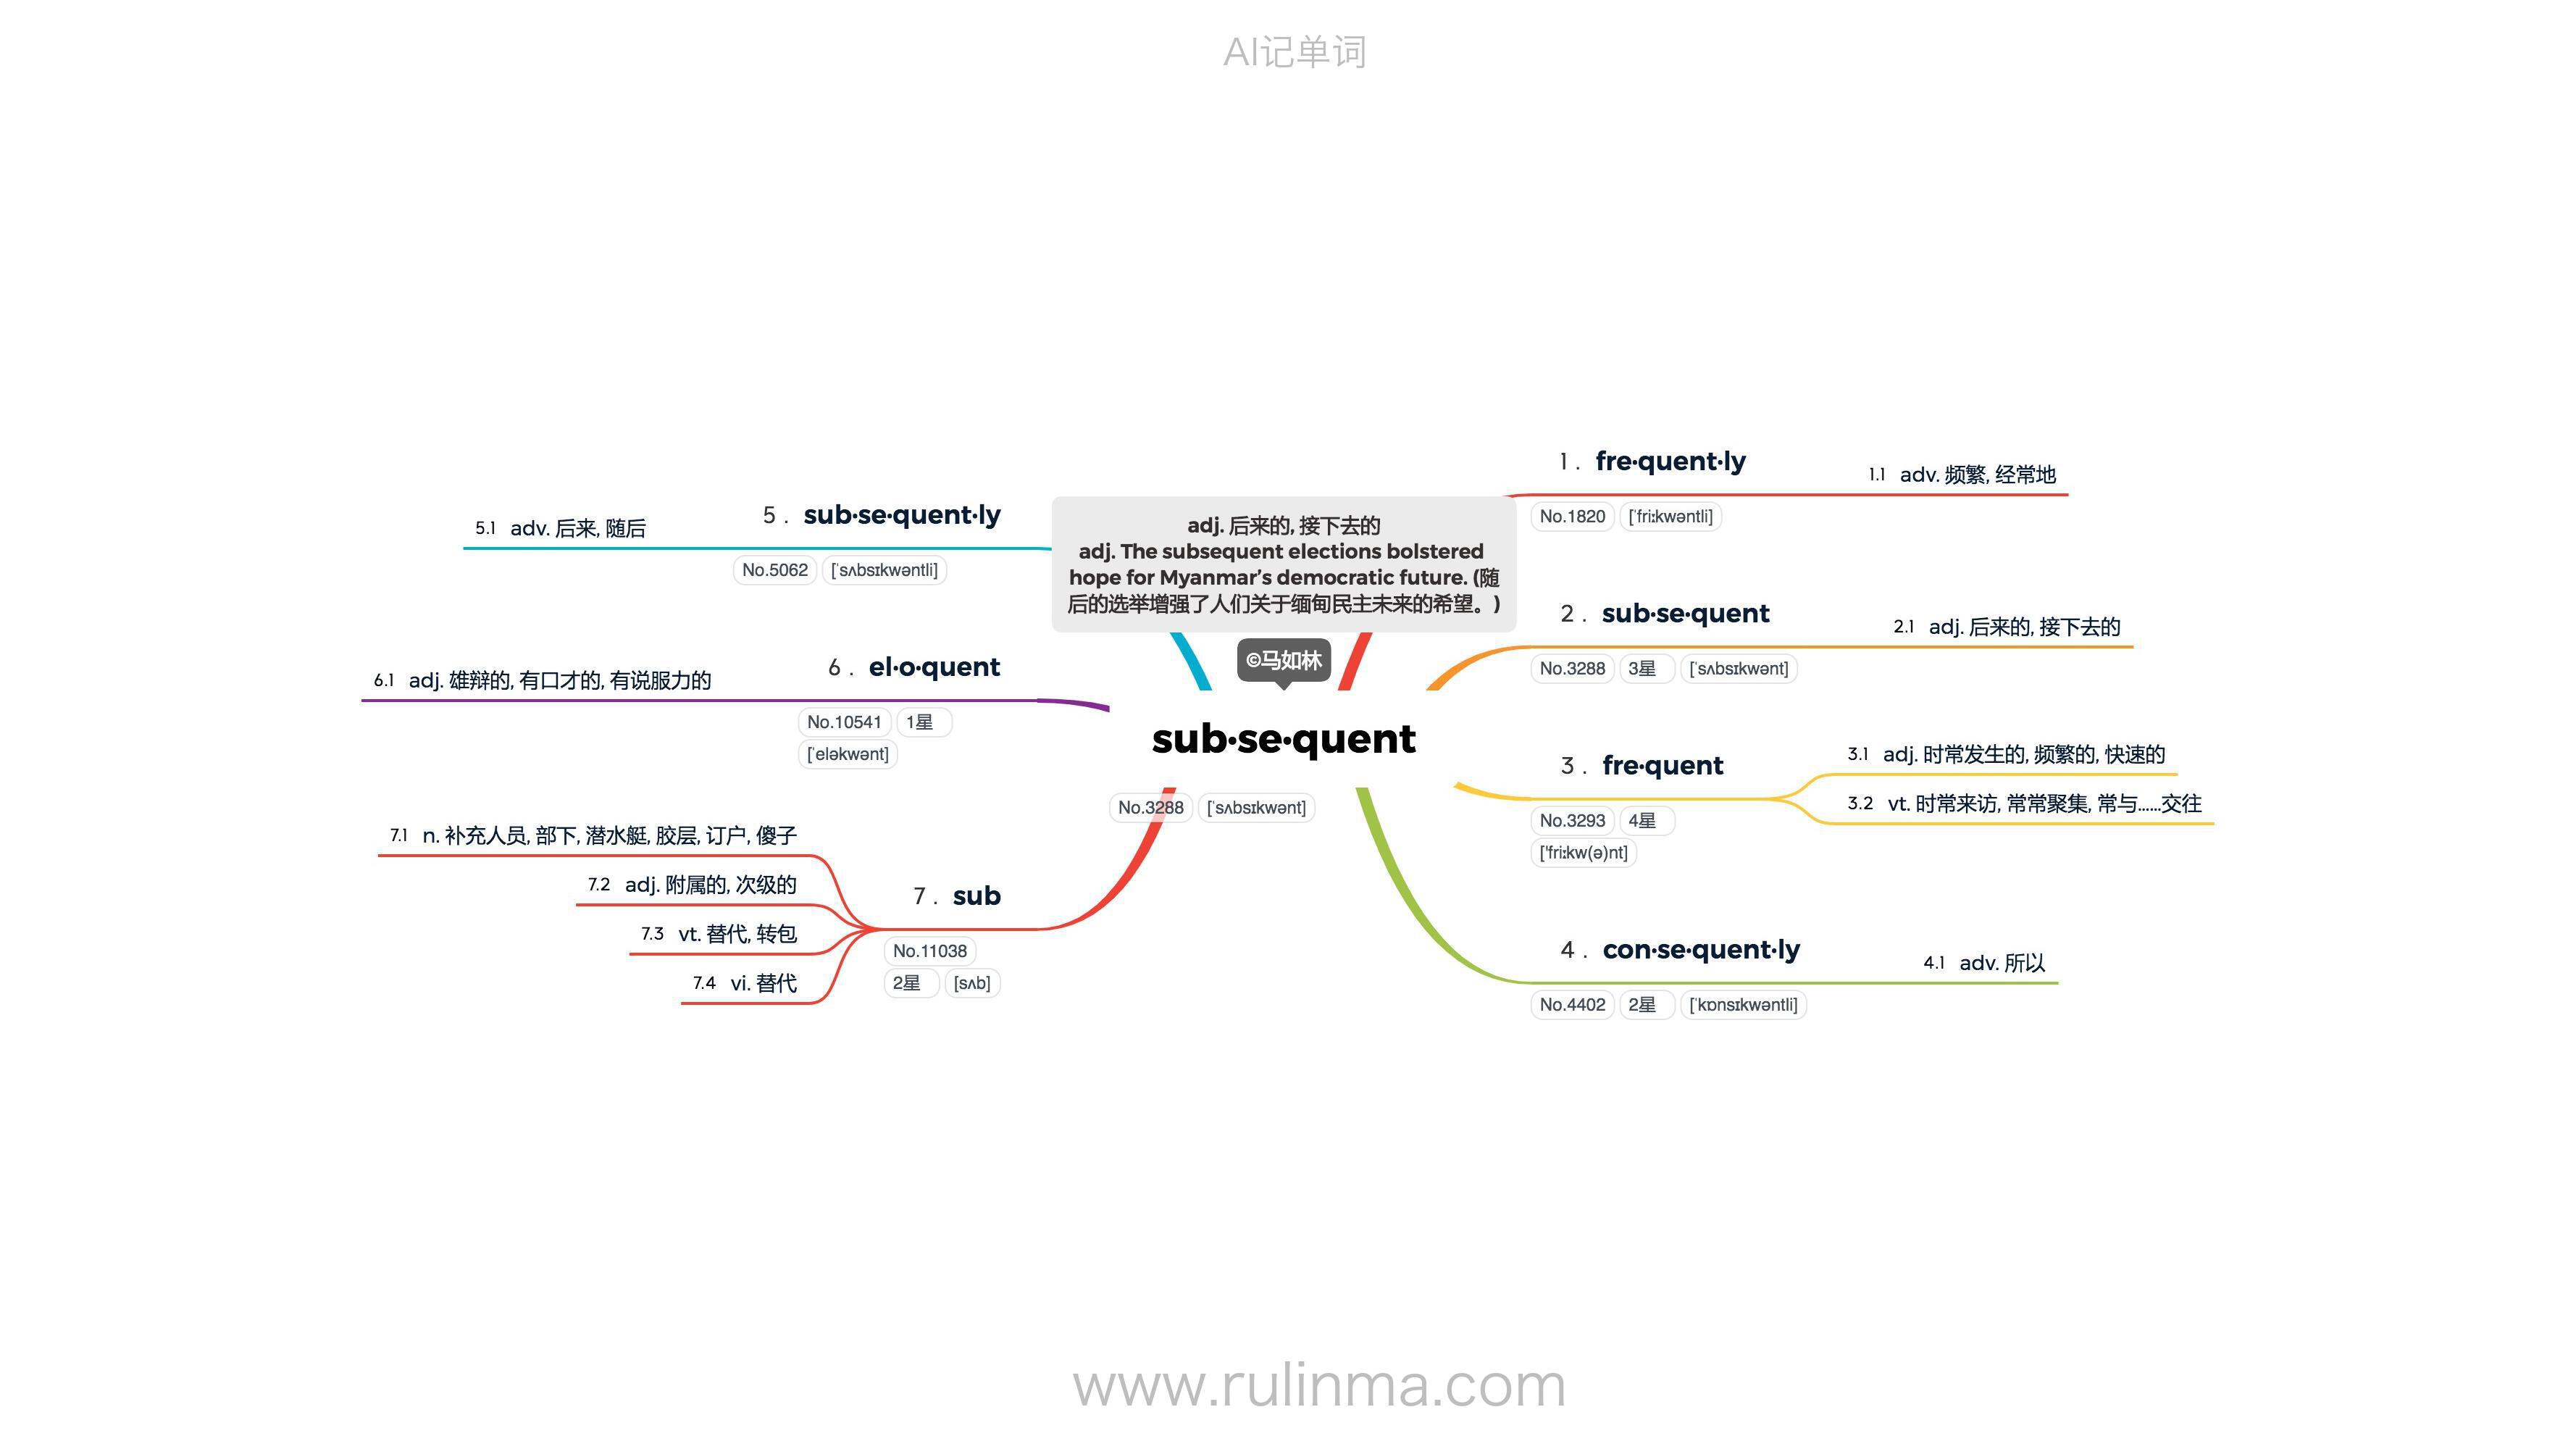 AI记单词
adj. 后来的, 接下去的
adj. The subsequent elections bolstered
hope for Myanmar’s democratic future. (随
后的选举增强了人们关于缅甸民主未来的希望。)
©马如林
sub·se·quent
No.3288 [ˈsʌbsɪkwənt]
1 . fre·quent·ly
No.1820 [ˈfriːkwəntli]
1.1 adv. 频繁, 经常地
2 . sub·se·quent
No.3288 3星 [ˈsʌbsɪkwənt]
2.1 adj. 后来的, 接下去的
3 . fre·quent
No.3293 4星
['friːkw(ə)nt]
3.1 adj. 时常发生的, 频繁的, 快速的
3.2 vt. 时常来访, 常常聚集, 常与......交往
4 . con·se·quent·ly
No.4402 2星 [ˈkɒnsɪkwəntli]
4.1 adv. 所以
5 . sub·se·quent·ly
No.5062 [ˈsʌbsɪkwəntli]
5.1 adv. 后来, 随后
6 . el·o·quent
No.10541 1星
[ˈeləkwənt]
6.1 adj. 雄辩的, 有口才的, 有说服力的
7 . sub
No.11038
2星 [sʌb]
7.1 n. 补充人员, 部下, 潜水艇, 胶层, 订户, 傻子
7.2 adj. 附属的, 次级的
7.3 vt. 替代, 转包
7.4 vi. 替代
www.rulinma.com